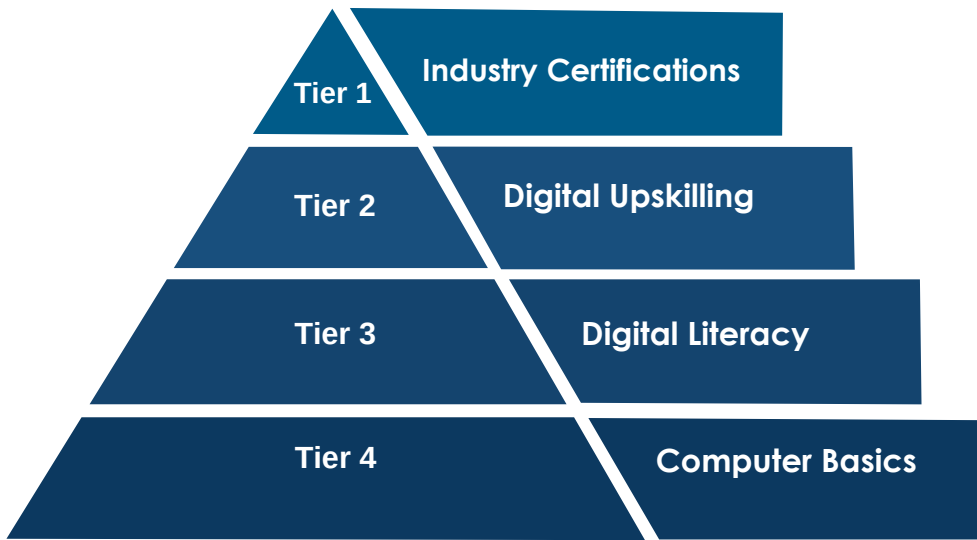 Tier 1
Industry Certifications
Tier 2
Digital Upskilling
Tier 3
Digital Literacy
Tier 4
Computer Basics